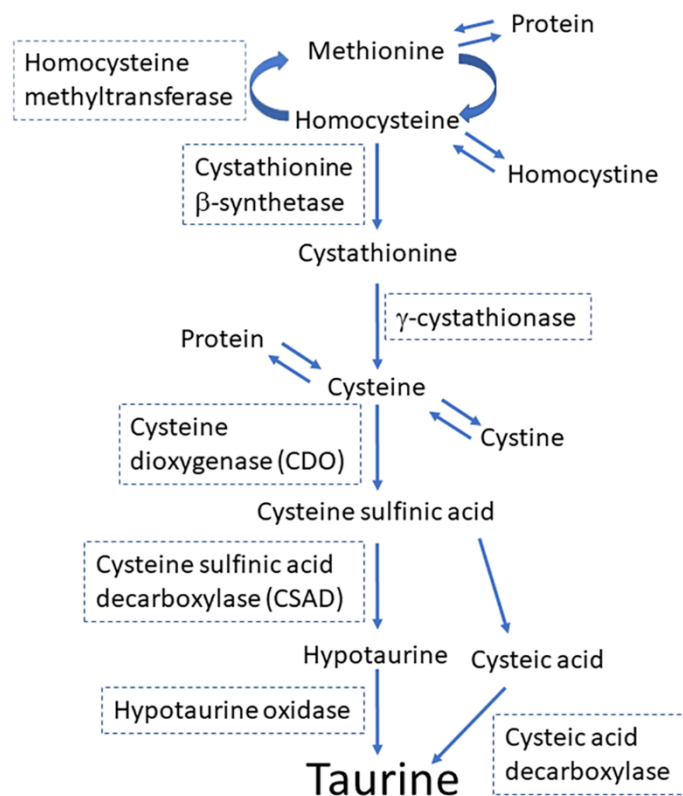 Protein
Methionine
Homocysteine
methyltransferase
Homocysteine
Cystathionine
β-synthetase
Homocystine
Cystathionine
γ-cystathionase
Protein
Cysteine
Cysteine
dioxygenase (CDO)
Cystine
Cysteine sulfinic acid
Cysteine sulfinic acid
decarboxylase (CSAD)
Hypotaurine
Cysteic acid
Hypotaurine oxidase
Cysteic acid
decarboxylase
Taurine